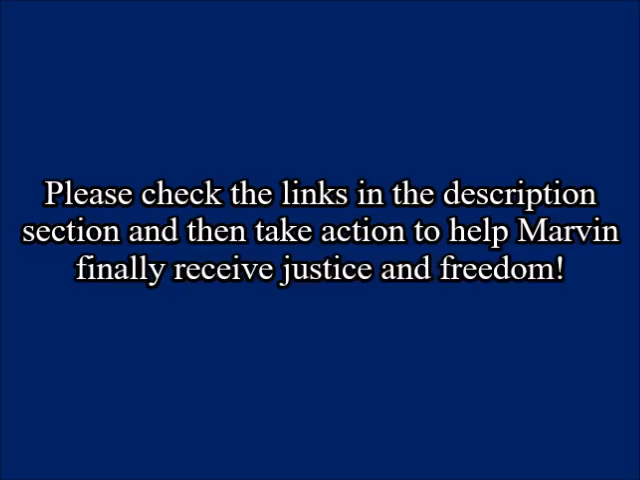 Please check the links in the description
section and then take action to help Marvin
finally receive justice and freedom!